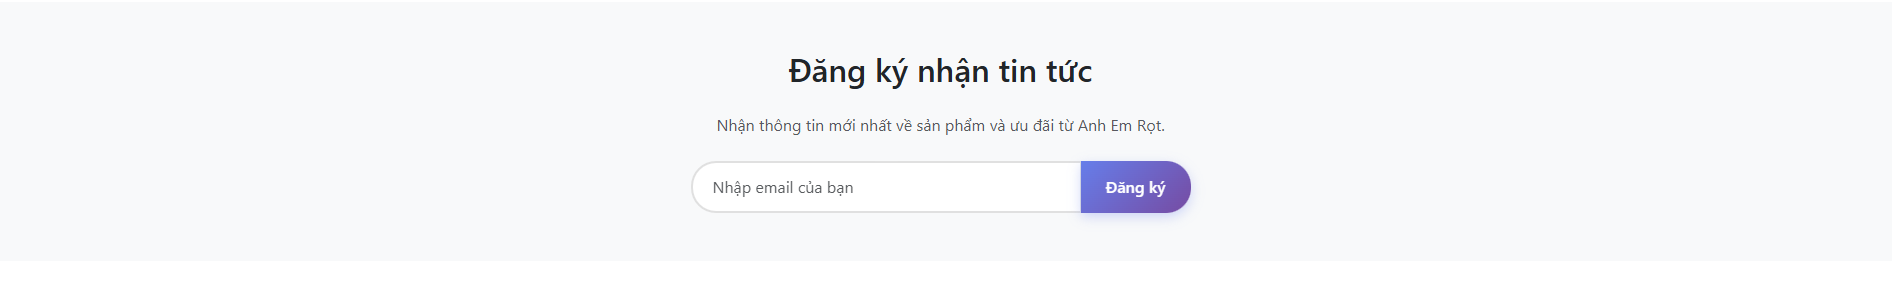 Đăng ký nhận tin tức
Nhận thông tin mới nhất về sản phẩm và ưu đãi từ Anh Em Rọt.
Nhập email của bạn
Đăng ký